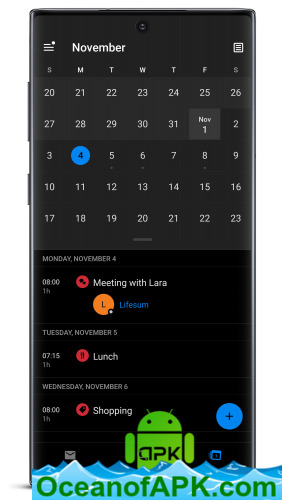 November
S M T W T F S
20 21 22 23 24 25 26
27 28 29 30 31 Nov 1 2
3 4 5 6 7 8 9
10 11 12 13 14 15 16
17 18 19 20 21 22 23
MONDAY, NOVEMBER 4
08:00 Meeting with Lara
1h
L Lifesum
TUESDAY, NOVEMBER 5
07:15 Lunch
1h
WEDNESDAY, NOVEMBER 6
08:00 Shopping
1h
APK
OceanofAPK.com